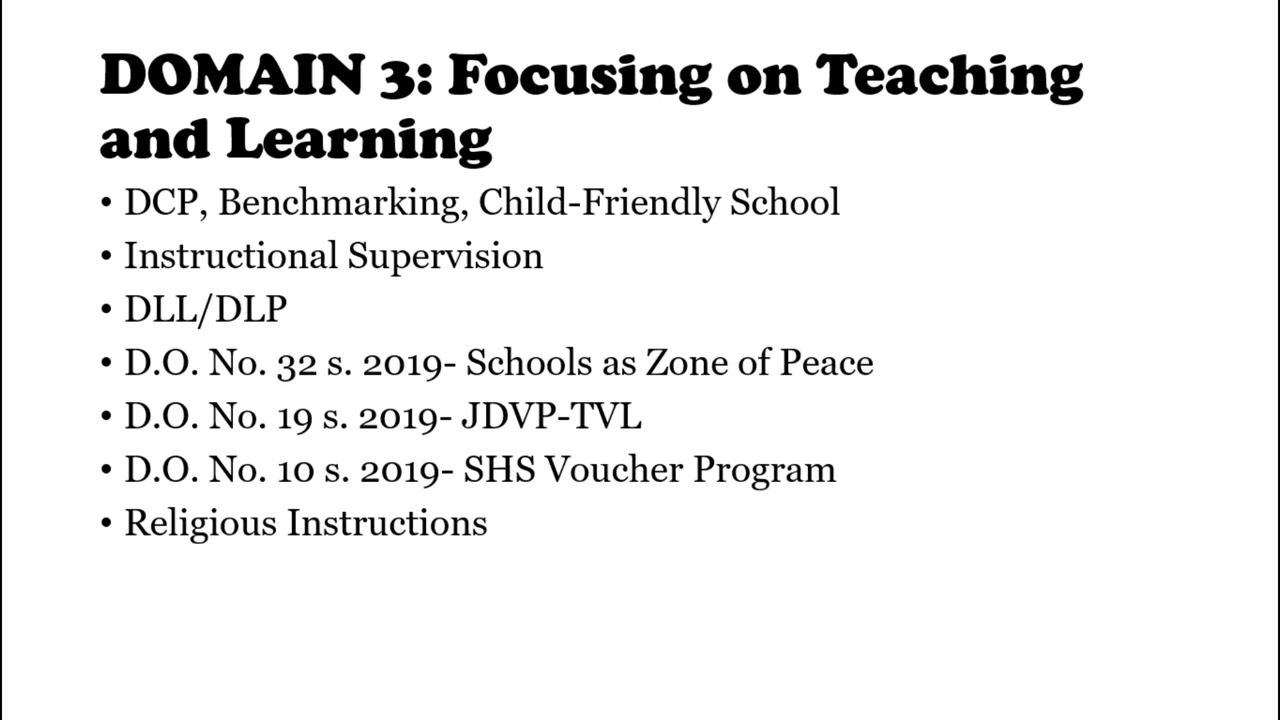 DOMAIN 3: Focusing on Teaching
and Learning
• DCP, Benchmarking, Child-Friendly School
• Instructional Supervision
• DLL/DLP
• D.O. No. 32 s. 2019- Schools as Zone of Peace
• D.O. No. 19 s. 2019- JDVP-TVL
• D.O. No. 10 s. 2019- SHS Voucher Program
• Religious Instructions